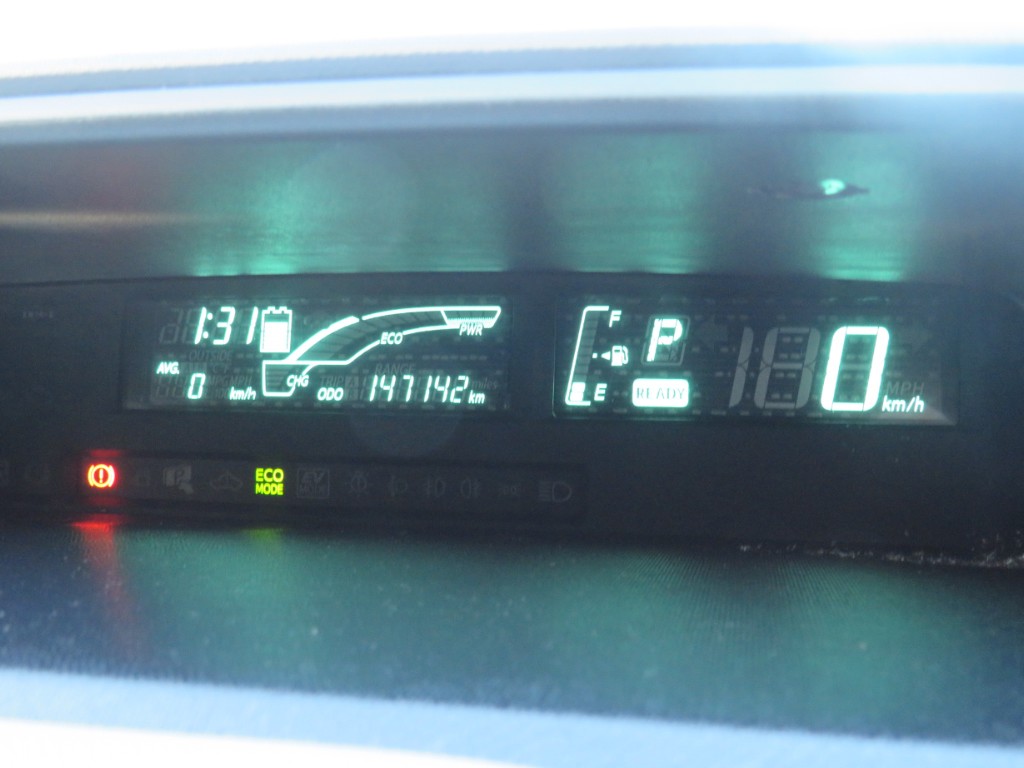 1:31
PWR
ECO
AVG.
0 km/h
CHG
ODO 147142 km
F
E
P
READY
0 km/h
MPH
ECO
MODE